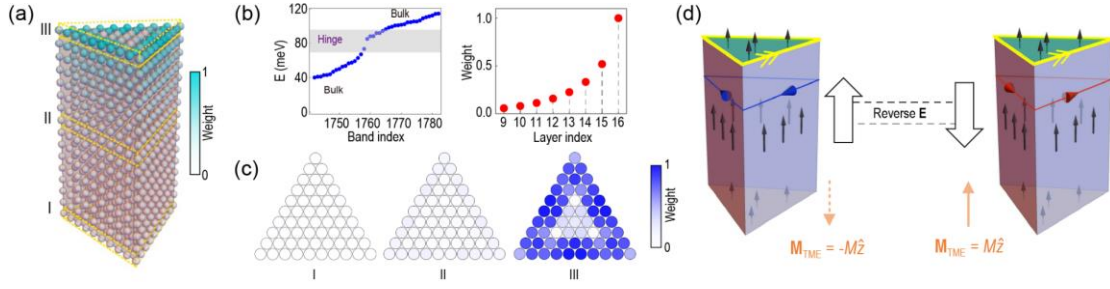 (a)
III
II
I
1
Weight
0
(b)
E (meV)
120
80
40
0
Bulk
Hinge
Bulk
1750 1760 1770 1780
Band index
Weight
1.0
0.5
0.0
9 10 11 12 13 14 15 16
Layer index
(c)
1
Weight
0
I
II
III
(d)
Reverse E
M_TME = -Mẑ
M_TME = Mẑ